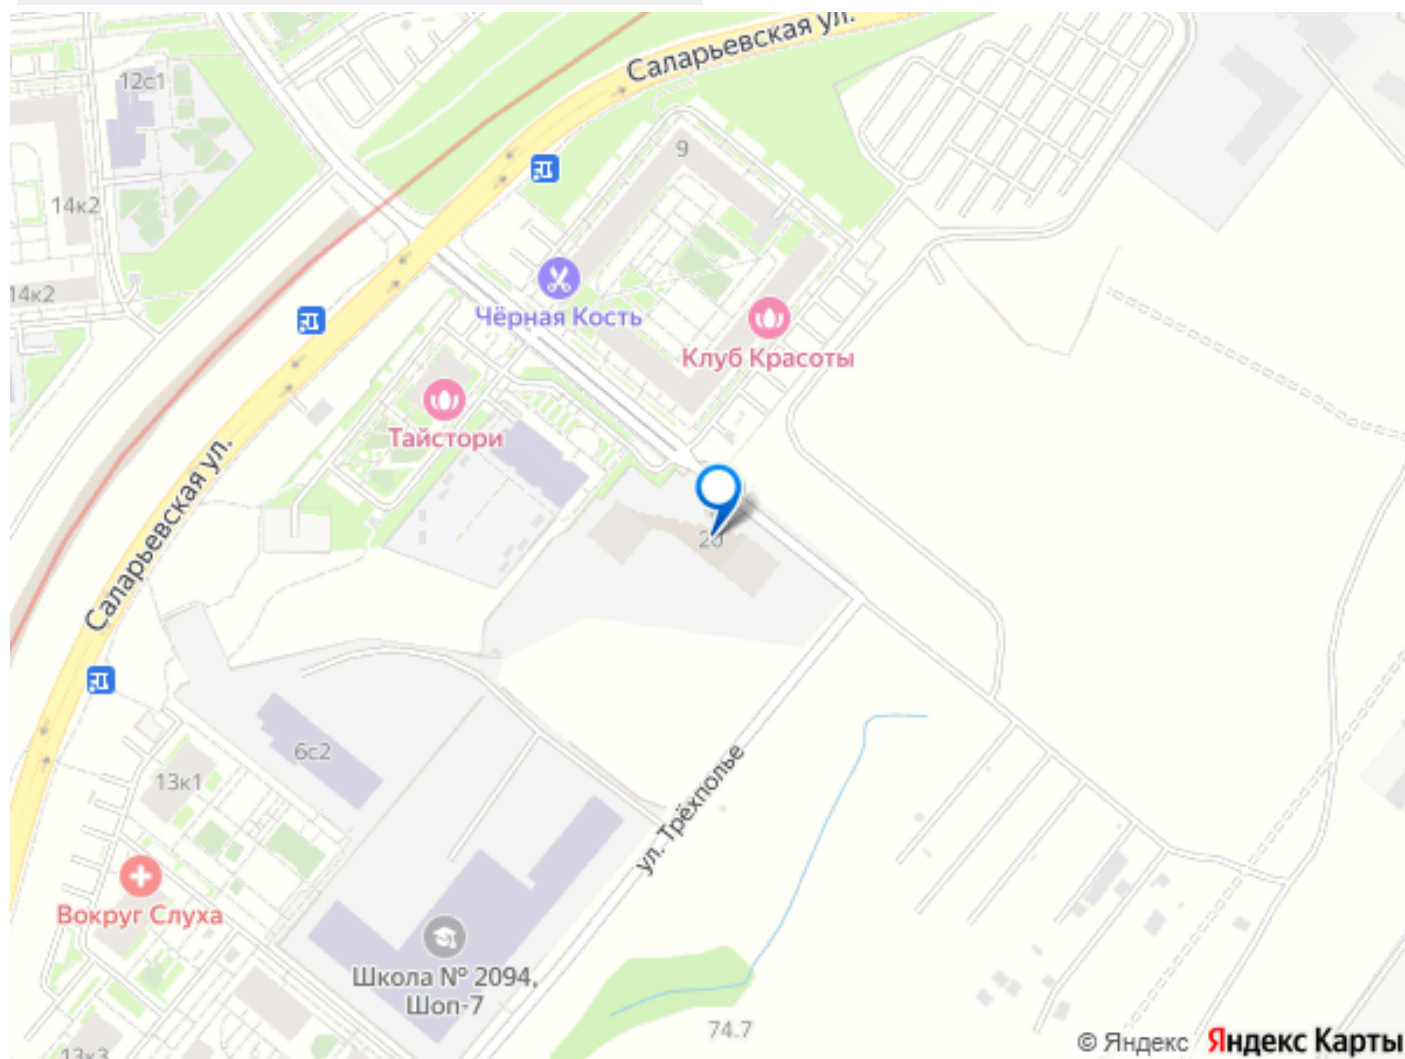 Саларьевская ул.
12с1
9
14к2
14к2
Чёрная Кость
Клуб Красоты
Тайстори
Саларьевская ул.
20
6с2
13к1
ул. Трёхполье
Вокруг Слуха
Школа № 2094,
Шоп-7
74.7
13к3
© Яндекс Яндекс Карты